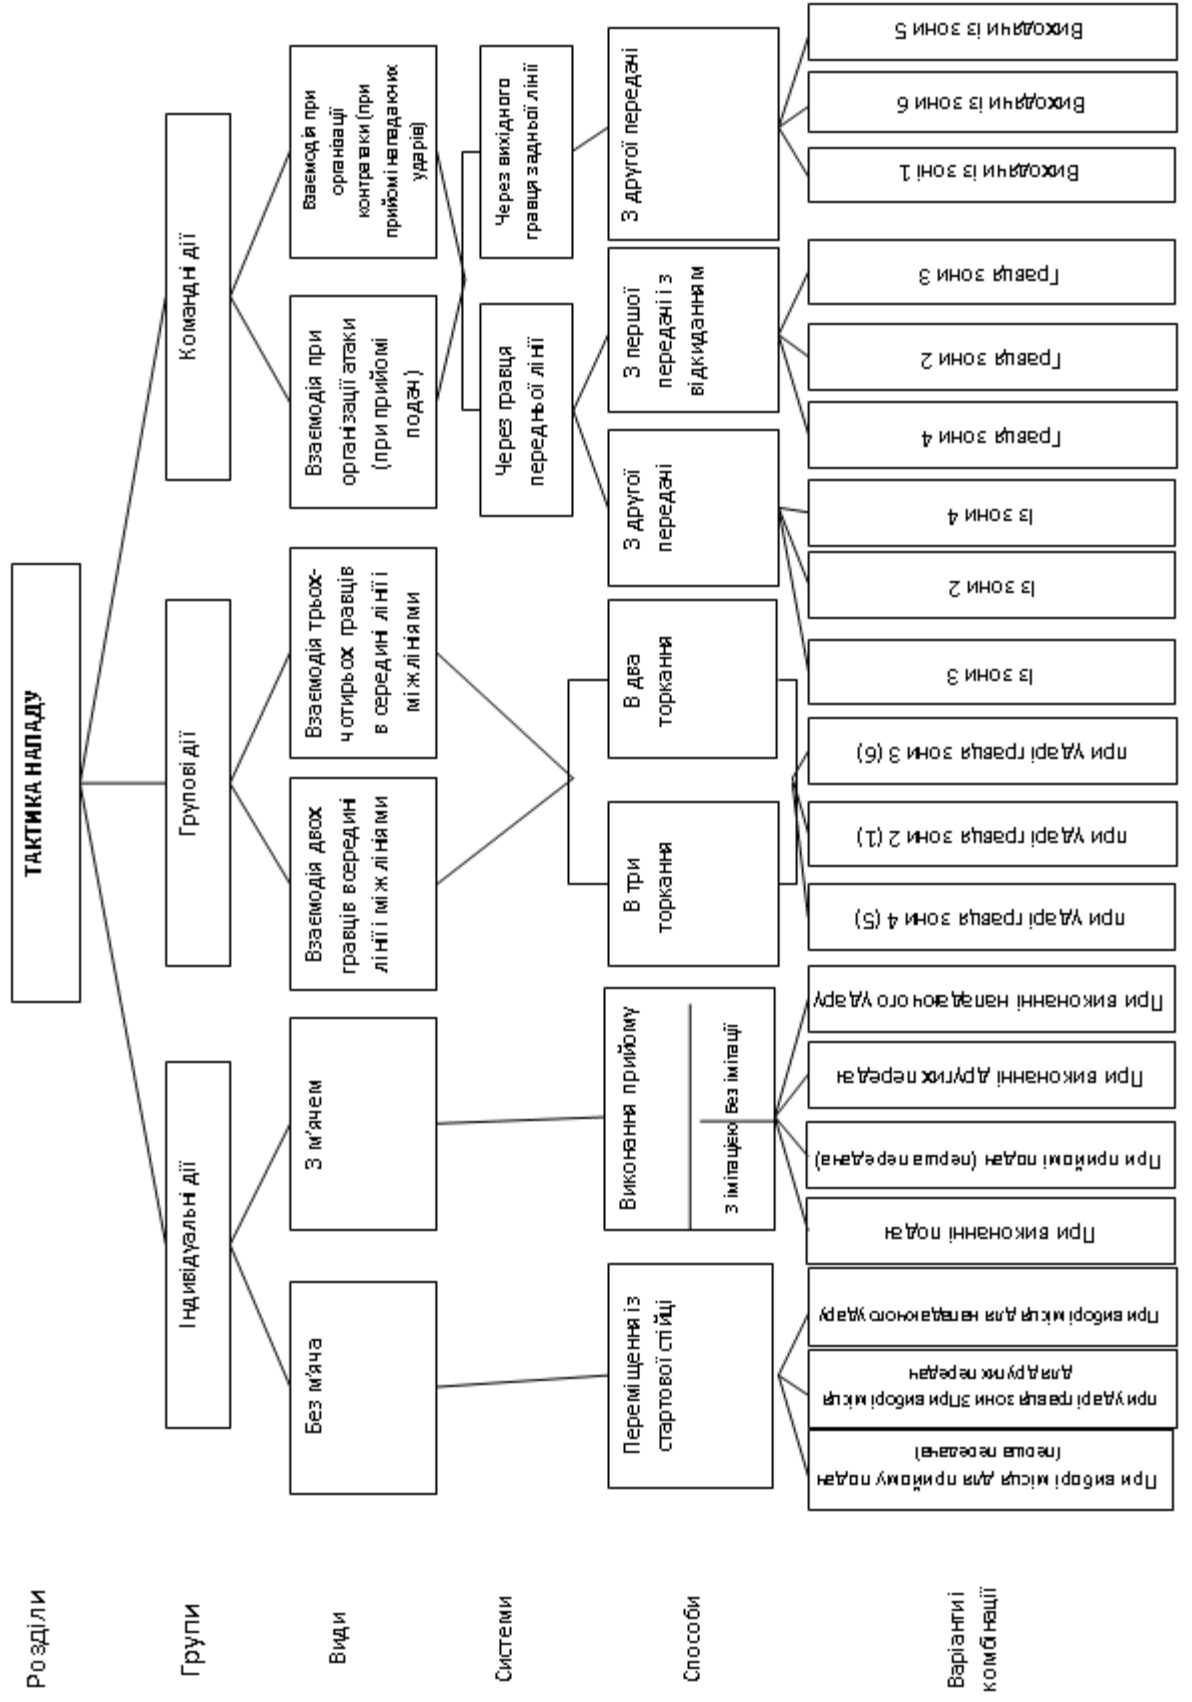 Розділи
ТАКТИКА НАПАДУ
Групи
Індивідуальні дії
Групові дії
Командні дії
Види
Без м'яча
З м'ячем
Взаємодія двох
гравців всередині
лінії і між лініями
Взаємодія трьох-
чотирьох гравців
в середині лінії і
між лініями
Взаємодія при
організації атаки
(при прийомі
подач)
Взаємодія при
організації
контратаки (при
прийомі нападаючих
ударів)
Системи
Через гравця
передньої лінії
Через вихідного
гравця задньої лінії
Способи
Переміщення із
стартової стійці
Виконання прийому
З імітацією
Без імітації
В три
торкання
В два
торкання
З другої
передачі
З першої
передачі і з
відкиданням
З другої передачі
Варіанти і
комбінації
При виборі місця для прийому подач
(перша передача)
при ударі гравця зони 3При виборі місця
для других передач
При виборі місця для нападаючого удару
При виконанні подач
При прийомі подач (перша передача)
При виконанні других передач
При виконанні нападаючого удару
при ударі гравця зони 4 (5)
при ударі гравця зони 2 (1)
при ударі гравця зони 3 (6)
Із зони 3
Із зони 2
Із зони 4
Гравця зони 4
Гравця зони 2
Гравця зони 3
Виходячи із зоні 1
Виходячи із зони 6
Виходячи із зони 5